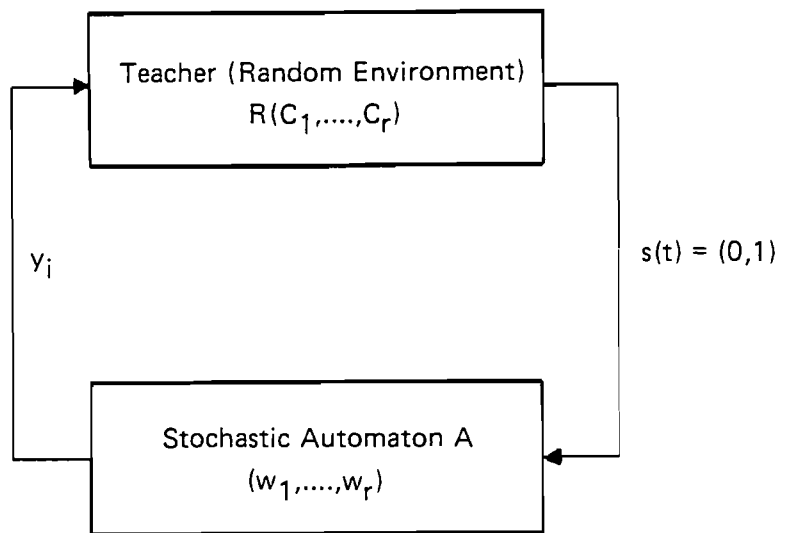 Teacher (Random Environment)
R(C₁,....,Cᵣ)
yᵢ
s(t) = (0,1)
Stochastic Automaton A
(w₁,....,wᵣ)